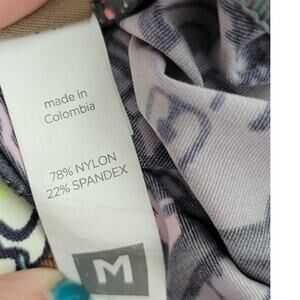 made in
Colombia
78% NYLON
22% SPANDEX
M